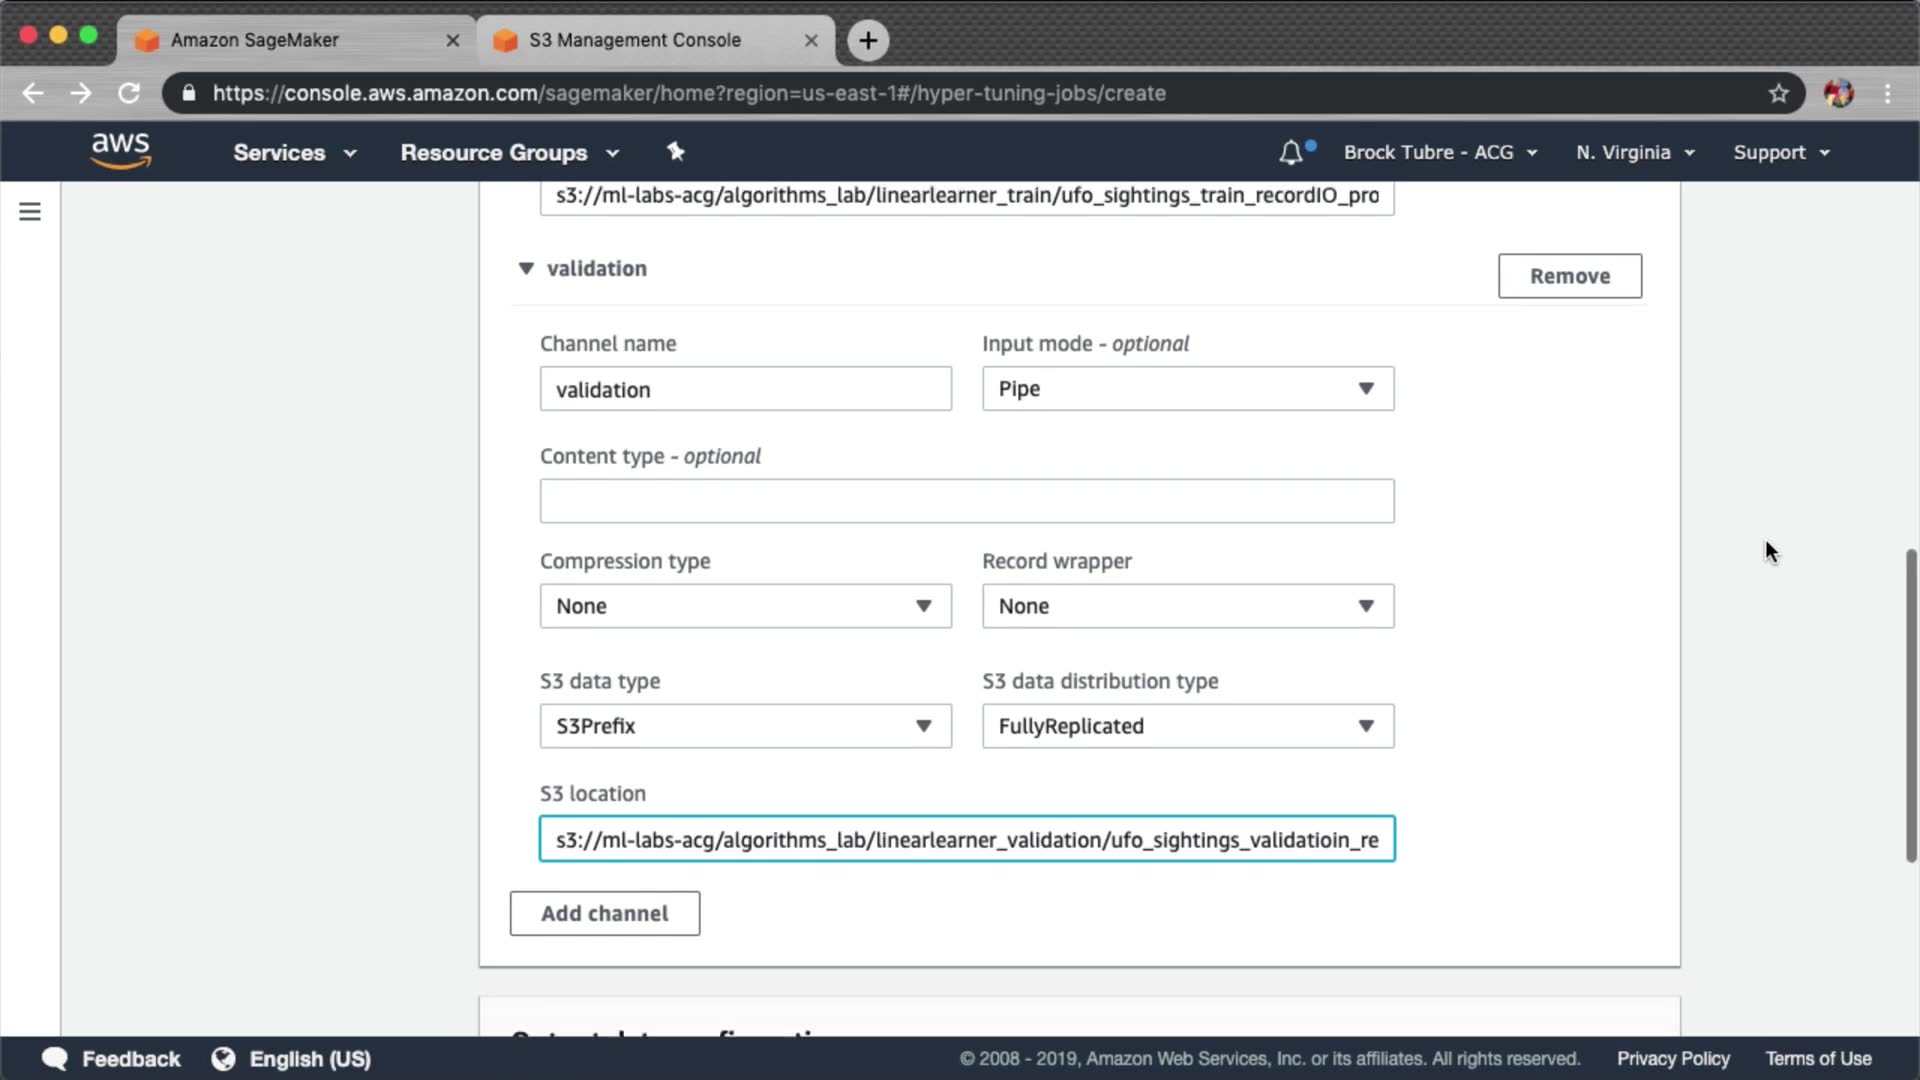 Amazon SageMaker
S3 Management Console
https://console.aws.amazon.com/sagemaker/home?region=us-east-1#/hyper-tuning-jobs/create
aws
Services
Resource Groups
Brock Tubre - ACG
N. Virginia
Support
s3://ml-labs-acg/algorithms_lab/linearlearner_train/ufo_sightings_train_recordIO_pro
validation
Remove
Channel name
Input mode - optional
validation
Pipe
Content type - optional
Compression type
Record wrapper
None
None
S3 data type
S3 data distribution type
S3Prefix
FullyReplicated
S3 location
s3://ml-labs-acg/algorithms_lab/linearlearner_validation/ufo_sightings_validatioin_re
Add channel
Feedback
English (US)
© 2008 - 2019, Amazon Web Services, Inc. or its affiliates. All rights reserved.
Privacy Policy
Terms of Use